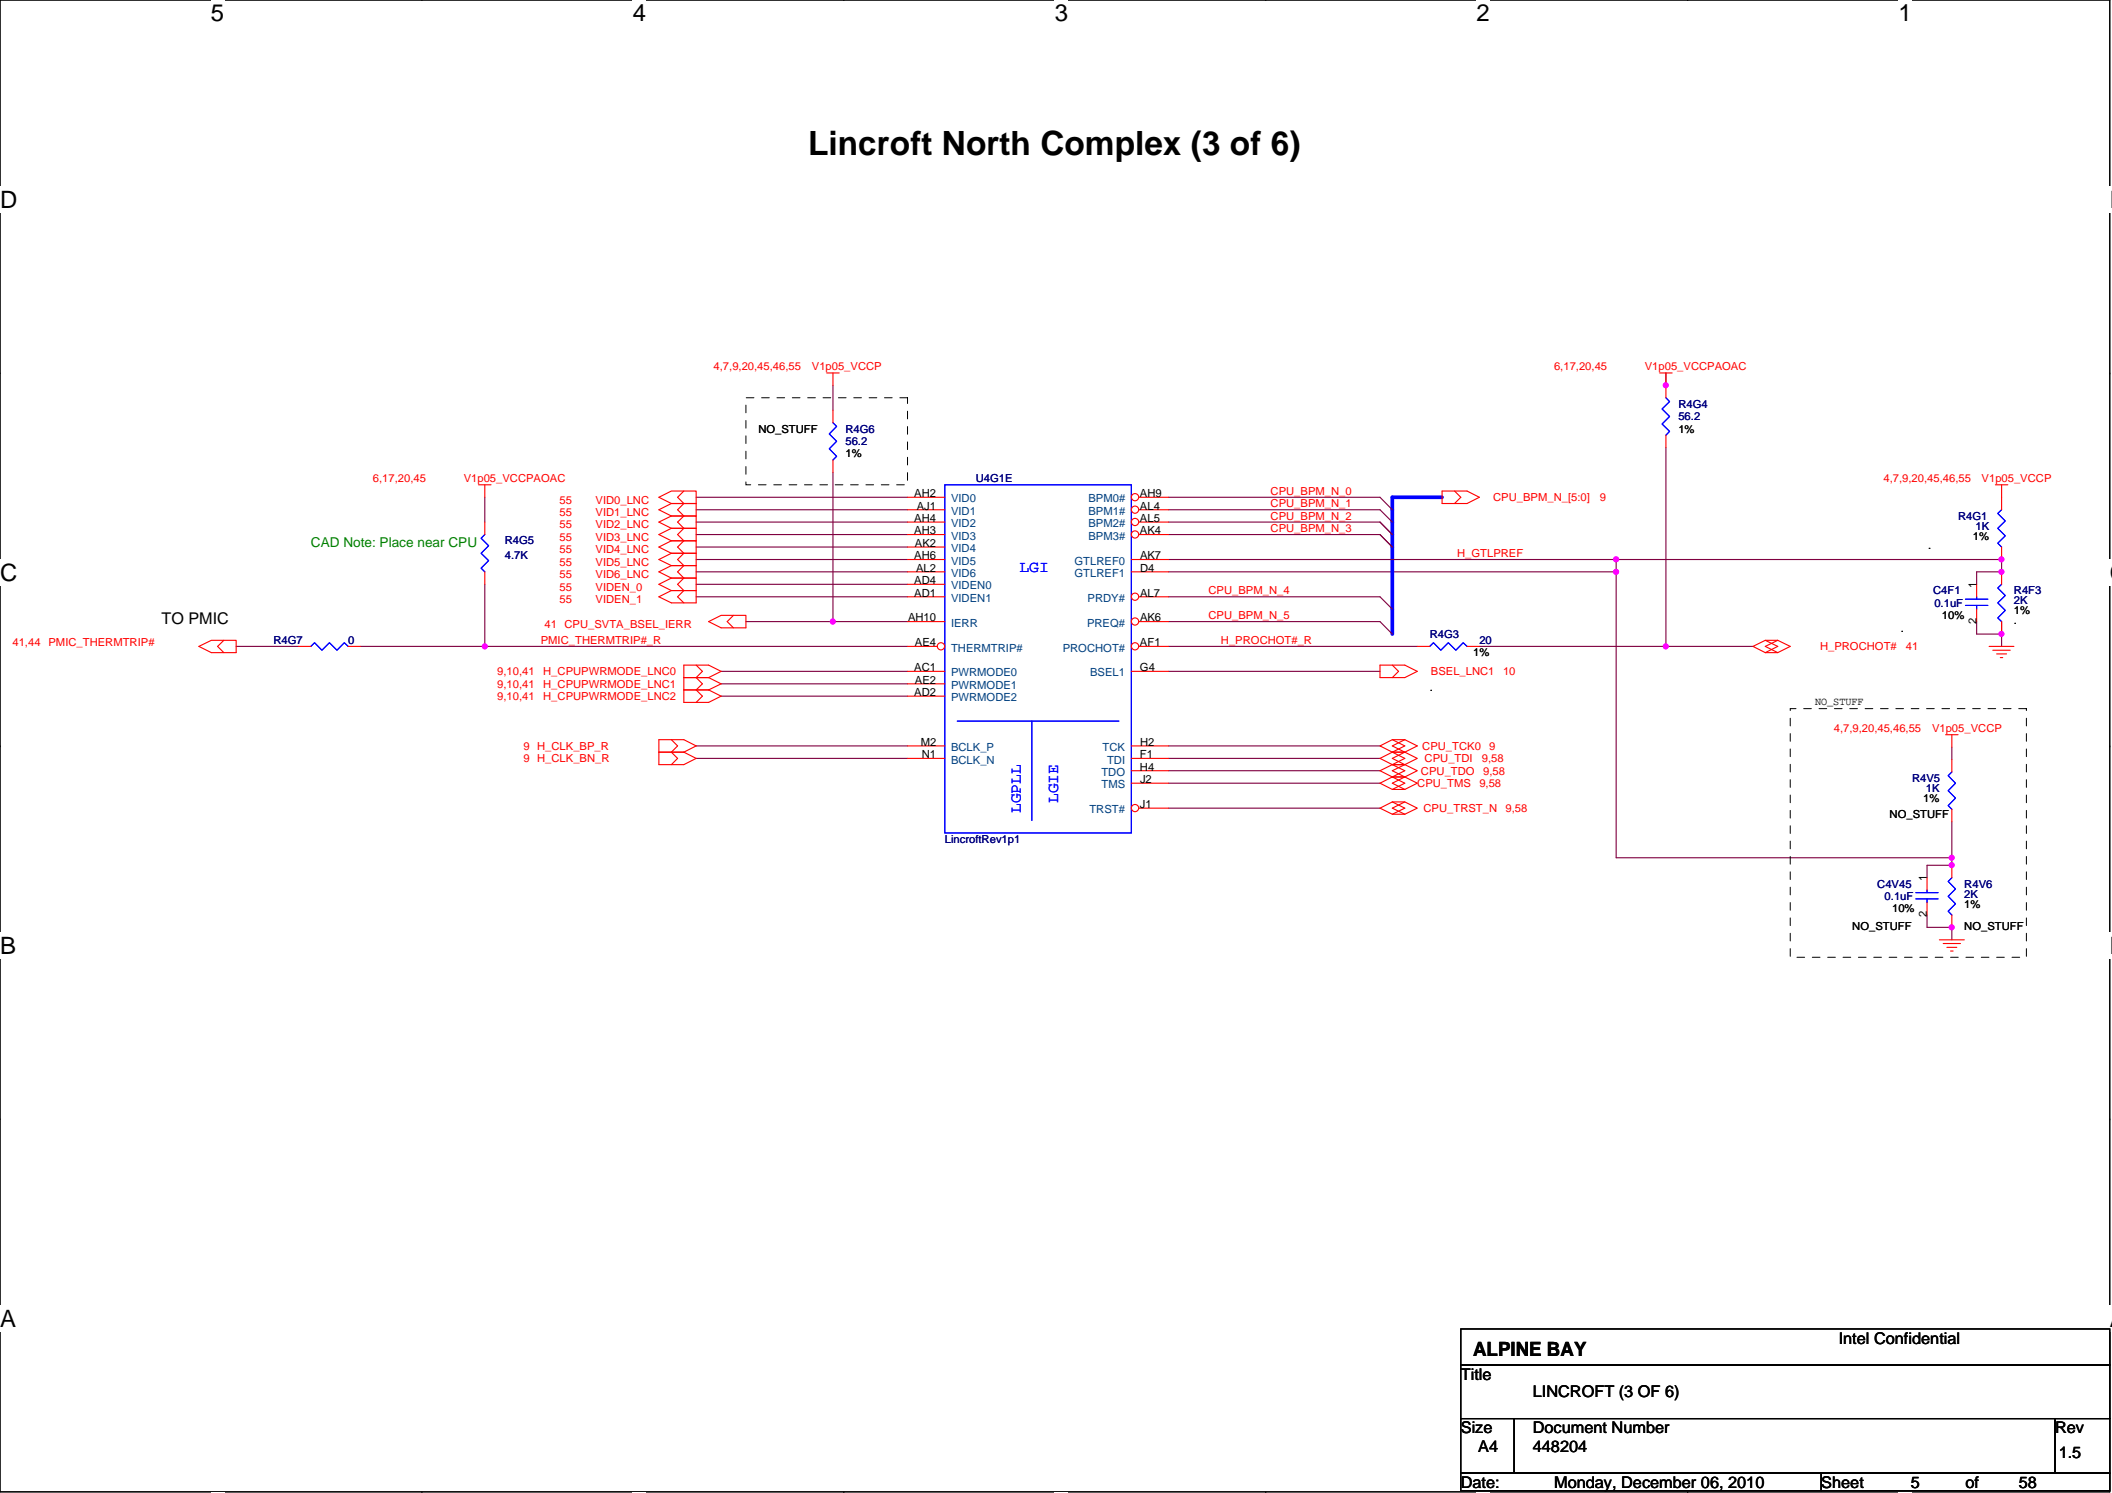 5 4 3 2 1
Lincroft North Complex (3 of 6)
D
C
B
A
4,7,9,20,45,46,55 V1p05_VCCP
NO_STUFF
R4G6
56.2
1%
6,17,20,45 V1p05_VCCPAOAC
R4G4
56.2
1%
6,17,20,45 V1p05_VCCPAOAC
CAD Note: Place near CPU
R4G5
4.7K
4,7,9,20,45,46,55 V1p05_VCCP
R4G1
1K
1%
C4F1
0.1uF
10%
1
2
R4F3
2K
1%
U4G1E
55 VID0_LNC AH2 VID0
55 VID1_LNC AJ1 VID1
55 VID2_LNC AH4 VID2
55 VID3_LNC AH3 VID3
55 VID4_LNC AK2 VID4
55 VID5_LNC AH6 VID5
55 VID6_LNC AL2 VID6
55 VIDEN_0 AD4 VIDEN0
55 VIDEN_1 AD1 VIDEN1
41 CPU_SVTA_BSEL_IERR AH10 IERR
TO PMIC
41,44 PMIC_THERMTRIP# R4G7 0 PMIC_THERMTRIP#_R AE4 THERMTRIP#
9,10,41 H_CPUPWRMODE_LNC0 AC1 PWRMODE0
9,10,41 H_CPUPWRMODE_LNC1 AE2 PWRMODE1
9,10,41 H_CPUPWRMODE_LNC2 AD2 PWRMODE2
9 H_CLK_BP_R M2 BCLK_P
9 H_CLK_BN_R N1 BCLK_N
LGI
LGPLL
LGIE
LincroftRev1p1
BPM0# AH9 CPU_BPM_N_0
BPM1# AL4 CPU_BPM_N_1
BPM2# AL5 CPU_BPM_N_2
BPM3# AK4 CPU_BPM_N_3
CPU_BPM_N_[5:0] 9
GTLREF0 AK7 H_GTLPREF
GTLREF1 D4
PRDY# AL7 CPU_BPM_N_4
PREQ# AK6 CPU_BPM_N_5
PROCHOT# AF1 H_PROCHOT#_R R4G3 20 1% H_PROCHOT# 41
BSEL1 G4 BSEL_LNC1 10
TCK H2 CPU_TCK0 9
TDI F1 CPU_TDI 9,58
TDO H4 CPU_TDO 9,58
TMS J2 CPU_TMS 9,58
TRST# J1 CPU_TRST_N 9,58
NO_STUFF
4,7,9,20,45,46,55 V1p05_VCCP
R4V5
1K
1%
NO_STUFF
C4V45
0.1uF
10%
1
2
NO_STUFF
R4V6
2K
1%
NO_STUFF
ALPINE BAY Intel Confidential
Title
LINCROFT (3 OF 6)
Size Document Number Rev
A4 448204 1.5
Date: Monday, December 06, 2010 Sheet 5 of 58